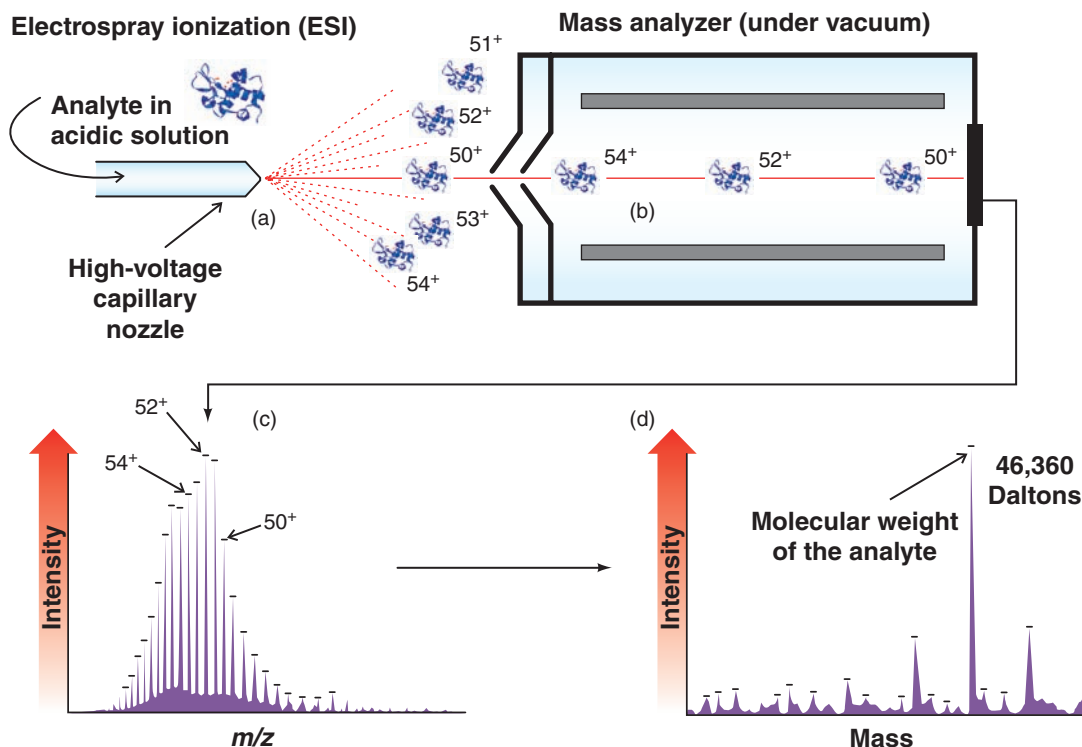 Electrospray ionization (ESI)
Mass analyzer (under vacuum)
Analyte in
acidic solution
51+
52+
50+
53+
54+
(a)
54+
52+
50+
(b)
High-voltage
capillary
nozzle
(c)
52+
54+
50+
Intensity
m/z
(d)
46,360
Daltons
Molecular weight
of the analyte
Intensity
Mass